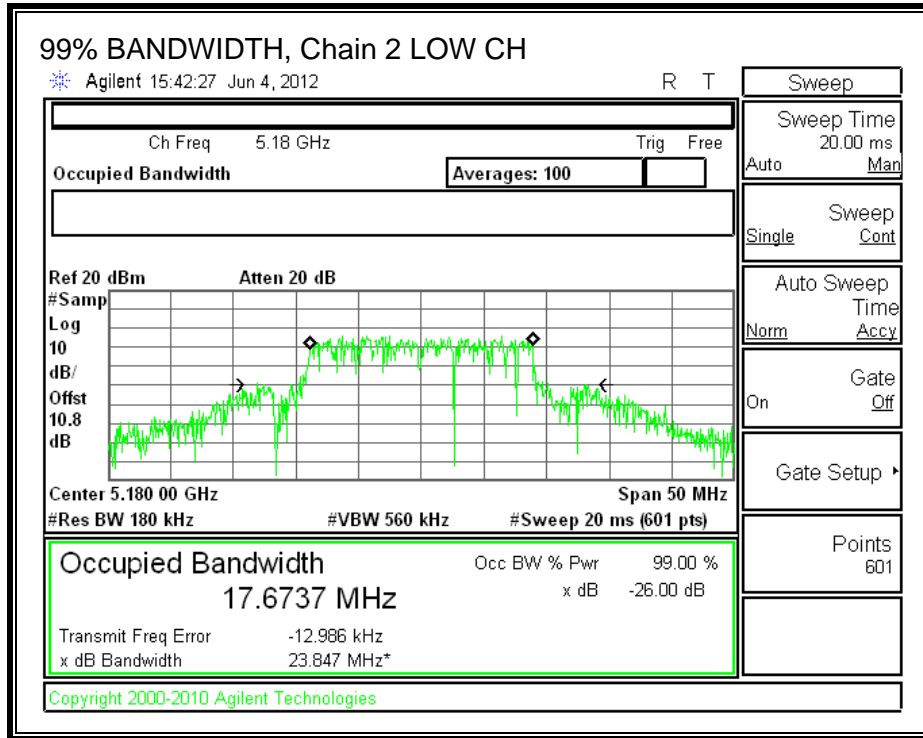 99% BANDWIDTH, Chain 2 LOW CH
Agilent 15:42:27 Jun 4, 2012 R T
Ch Freq 5.18 GHz Trig Free
Occupied Bandwidth Averages: 100
Ref 20 dBm Atten 20 dB
#Samp
Log
10
dB/
Offst
10.8
dB
Center 5.180 00 GHz Span 50 MHz
#Res BW 180 kHz #VBW 560 kHz #Sweep 20 ms (601 pts)
Occupied Bandwidth Occ BW % Pwr 99.00 %
17.6737 MHz x dB -26.00 dB
Transmit Freq Error -12.986 kHz
x dB Bandwidth 23.847 MHz*
Copyright 2000-2010 Agilent Technologies
Sweep
Sweep Time
20.00 ms
Auto Man
Sweep
Single Cont
Auto Sweep
Time
Norm Accy
Gate
On Off
Gate Setup
Points
601